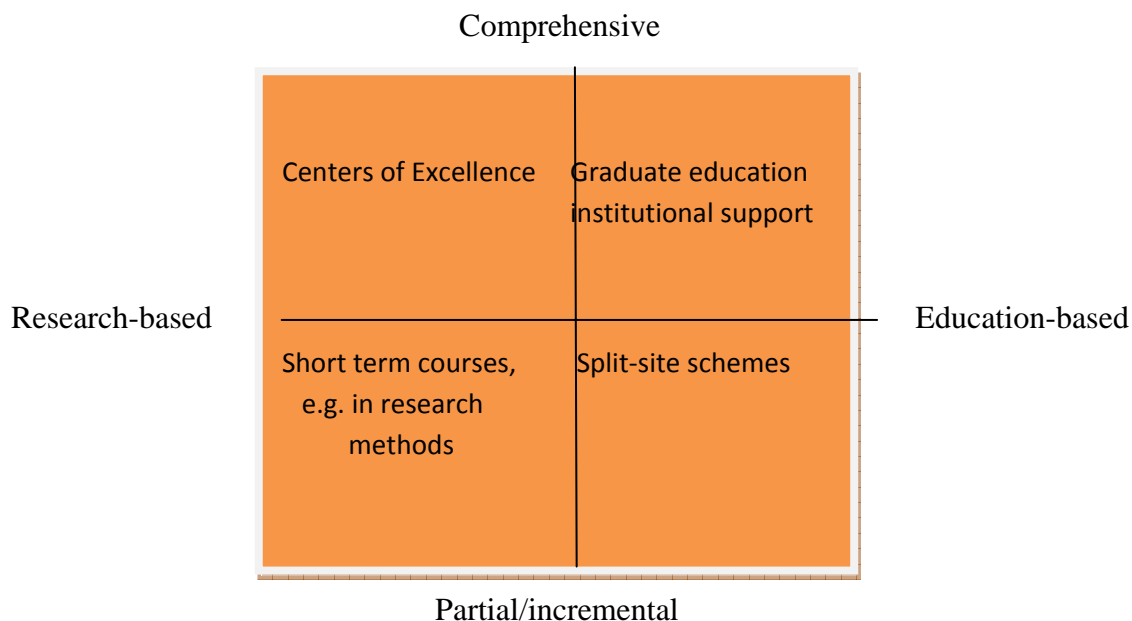 Comprehensive
Centers of Excellence
Graduate education
institutional support
Research-based
Education-based
Short term courses,
e.g. in research
methods
Split-site schemes
Partial/incremental